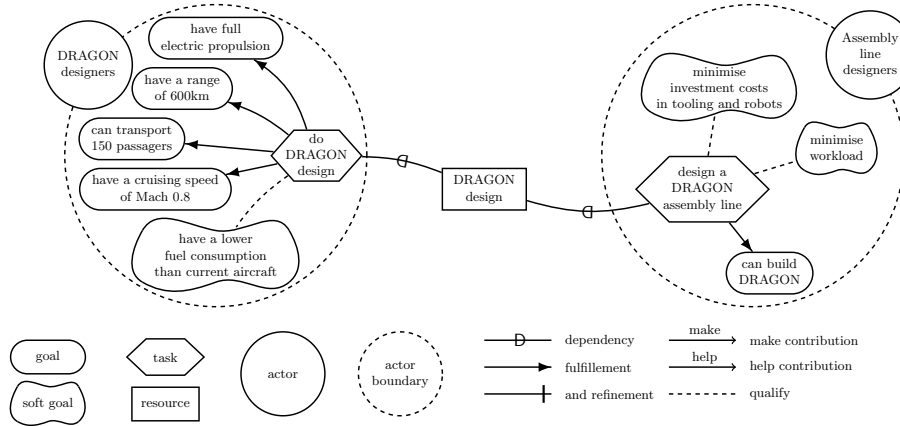 DRAGON
designers
have full
electric propulsion
have a range
of 600km
can transport
150 passagers
have a cruising speed
of Mach 0.8
have a lower
fuel consumption
than current aircraft
do
DRAGON
design
D
DRAGON
design
D
Assembly
line
designers
minimise
investment costs
in tooling and robots
minimise
workload
design a
DRAGON
assembly line
can build
DRAGON
goal
soft goal
task
resource
actor
actor
boundary
D
dependency
fulfillment
and refinement
make
make contribution
help
help contribution
qualify